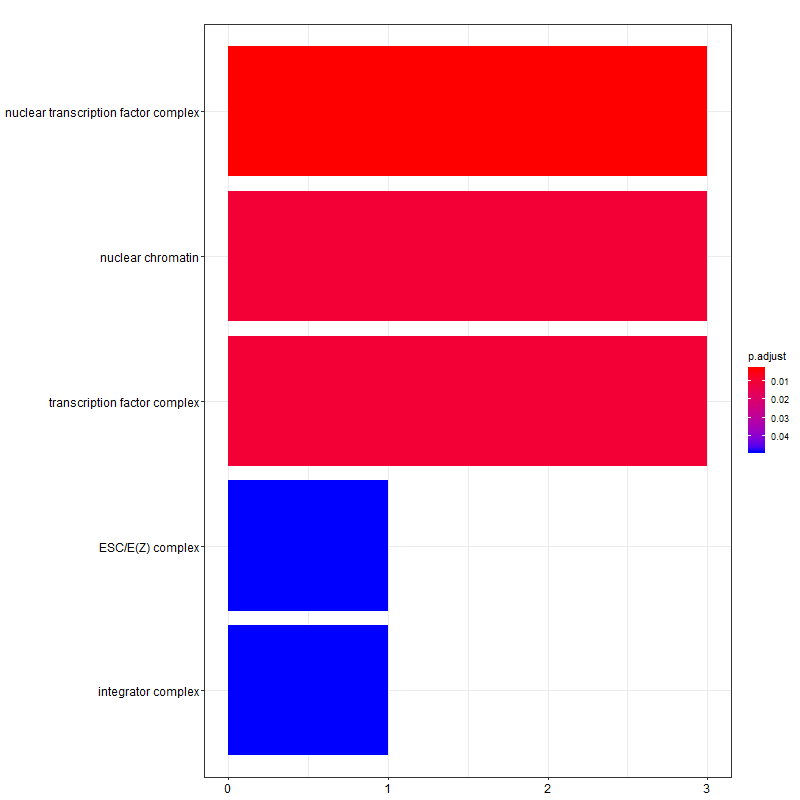 nuclear transcription factor complex
nuclear chromatin
transcription factor complex
ESC/E(Z) complex
integrator complex
0 1 2 3
p.adjust
0.01
0.02
0.03
0.04